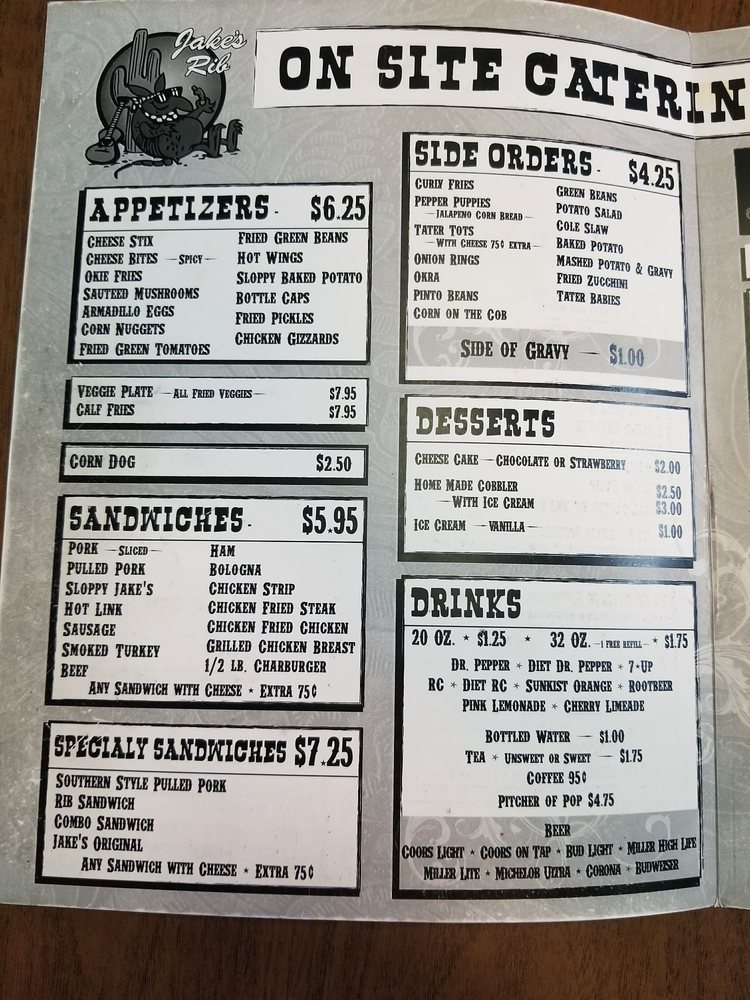 Jake's
Rib
ON SITE CATERIN
APPETIZERS - $6.25
CHEESE STIX
CHEESE BITES —SPICY—
OKIE FRIES
SAUTEED MUSHROOMS
ARMADILLO EGGS
CORN NUGGETS
FRIED GREEN TOMATOES
FRIED GREEN BEANS
HOT WINGS
SLOPPY BAKED POTATO
BOTTLE CAPS
FRIED PICKLES
CHICKEN GIZZARDS
VEGGIE PLATE —ALL FRIED VEGGIES— $7.95
CALF FRIES $7.95
CORN DOG $2.50
SANDWICHES - $5.95
PORK —SLICED—
PULLED PORK
SLOPPY JAKE'S
HOT LINK
SAUSAGE
SMOKED TURKEY
BEEF
HAM
BOLOGNA
CHICKEN STRIP
CHICKEN FRIED STEAK
CHICKEN FRIED CHICKEN
GRILLED CHICKEN BREAST
1/2 LB. CHARBURGER
ANY SANDWICH WITH CHEESE * EXTRA 75¢
SPECIALY SANDWICHES $7.25
SOUTHERN STYLE PULLED PORK
RIB SANDWICH
COMBO SANDWICH
JAKE'S ORIGINAL
ANY SANDWICH WITH CHEESE * EXTRA 75¢
SIDE ORDERS - $4.25
CURLY FRIES
PEPPER PUPPIES
—JALAPENO CORN BREAD—
TATER TOTS
—WITH CHEESE 75¢ EXTRA—
ONION RINGS
OKRA
PINTO BEANS
CORN ON THE COB
GREEN BEANS
POTATO SALAD
COLE SLAW
BAKED POTATO
MASHED POTATO & GRAVY
FRIED ZUCCHINI
TATER BABIES
SIDE OF GRAVY — $1.00
DESSERTS
CHEESE CAKE —CHOCOLATE OR STRAWBERRY $2.00
HOME MADE COBBLER $2.50
—WITH ICE CREAM $3.00
ICE CREAM —VANILLA— $1.00
DRINKS
20 OZ. * $1.25 * 32 OZ. —1 FREE REFILL— * $1.75
DR. PEPPER * DIET DR. PEPPER * 7*UP
RC * DIET RC * SUNKIST ORANGE * ROOTBEER
PINK LEMONADE * CHERRY LIMEADE
BOTTLED WATER — $1.00
TEA * UNSWEET OR SWEET — $1.75
COFFEE 95¢
PITCHER OF POP $4.75
BEER
COORS LIGHT * COORS ON TAP * BUD LIGHT * MILLER HIGH LIFE
MILLER LITE * MICHELOB ULTRA * CORONA * BUDWEISER